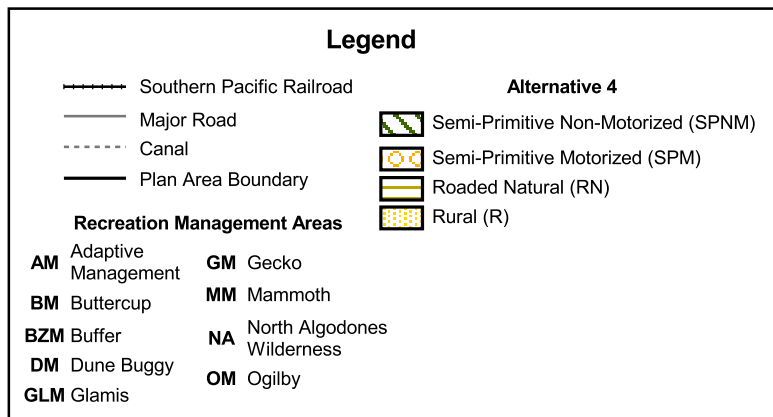 Legend
Southern Pacific Railroad
Major Road
Canal
Plan Area Boundary
Alternative 4
Semi-Primitive Non-Motorized (SPNM)
Semi-Primitive Motorized (SPM)
Roaded Natural (RN)
Rural (R)
Recreation Management Areas
AM Adaptive
Management
BM Buttercup
BZM Buffer
DM Dune Buggy
GLM Glamis
GM Gecko
MM Mammoth
NA North Algodones
Wilderness
OM Ogilby